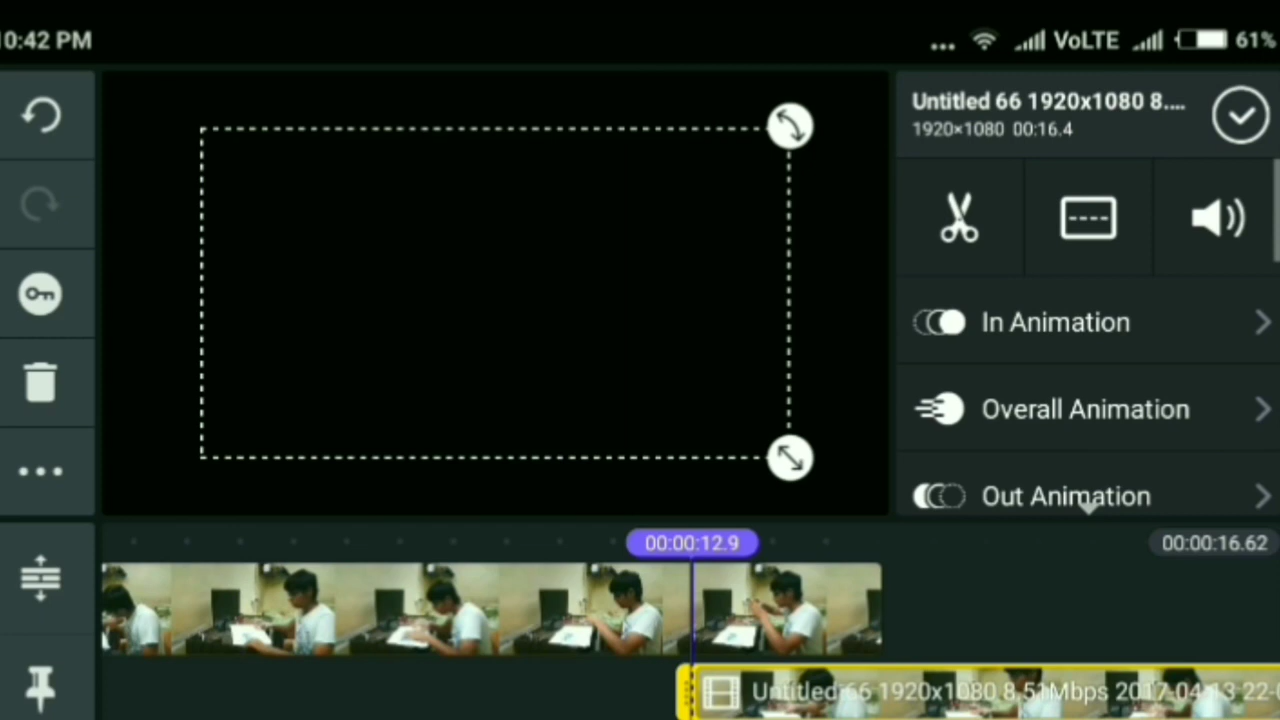 0:42 PM
VoLTE
61%
Untitled 66 1920x1080 8....
1920×1080 00:16.4
In Animation
Overall Animation
Out Animation
00:00:12.9
00:00:16.62
Untitled 66 1920x1080 8.51Mbps 2017-04-13 22-